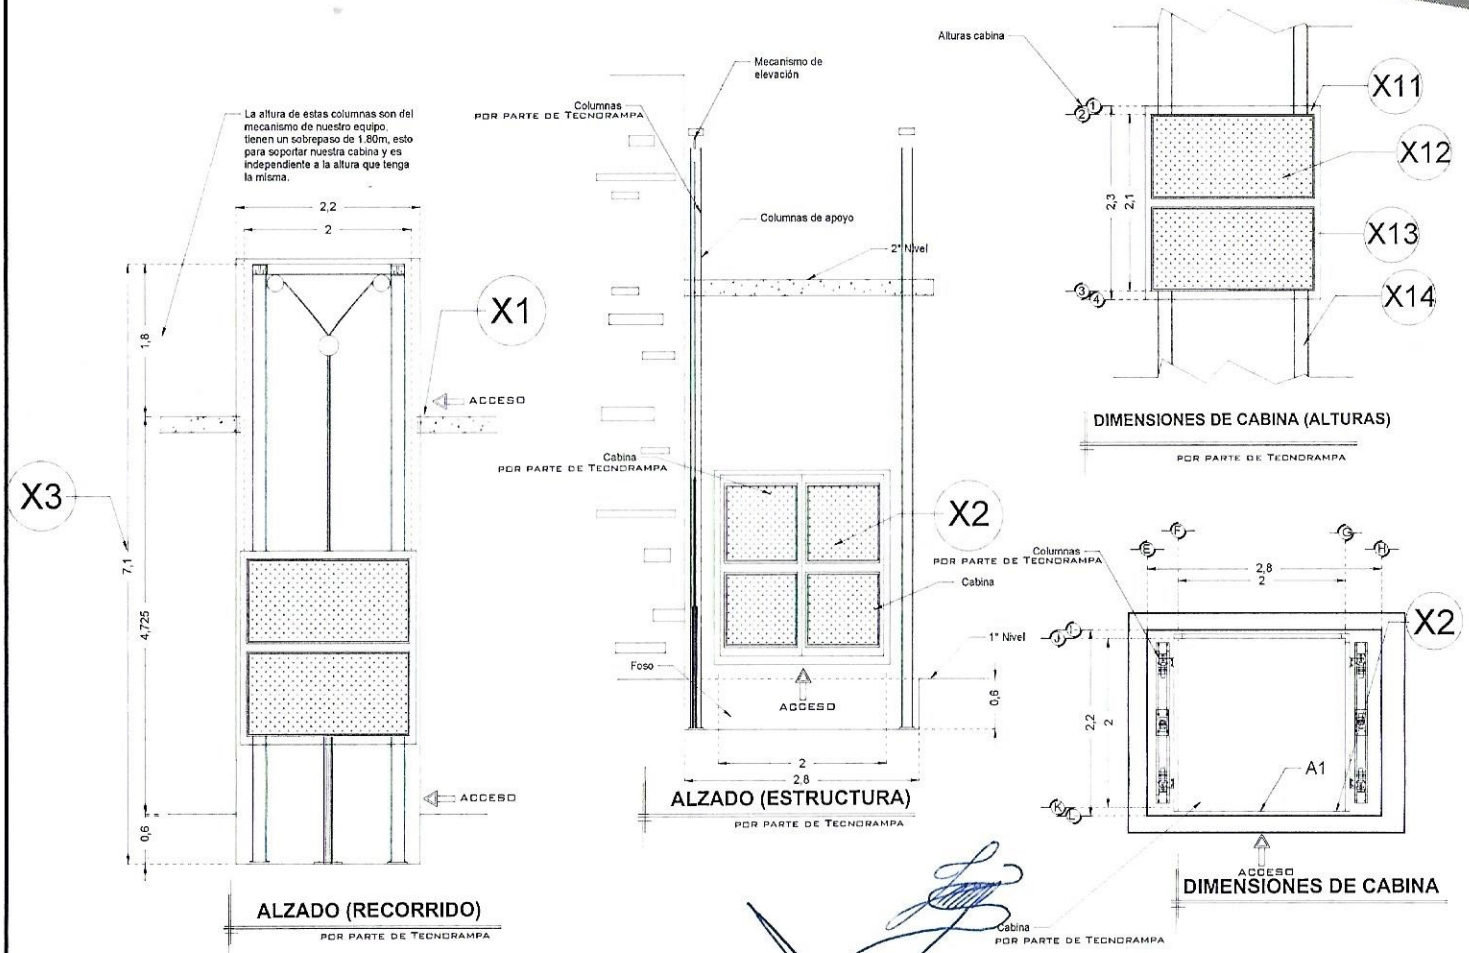 La altura de estas columnas son del
mecanismo de nuestro equipo,
tienen un sobrepaso de 1.80m, esto
para soportar nuestra cabina y es
independiente a la altura que tenga
la misma.
2,2
2
1,8
X1
ACCESO
X3
7,1
4,725
ACCESO
0,6
ALZADO (RECORRIDO)
POR PARTE DE TECNORAMPA
Mecanismo de
elevación
Columnas
POR PARTE DE TECNORAMPA
Columnas de apoyo
2° Nivel
Cabina
POR PARTE DE TECNORAMPA
X2
Cabina
1° Nivel
Foso
ACCESO
0,6
2
2,8
ALZADO (ESTRUCTURA)
POR PARTE DE TECNORAMPA
Alturas cabina
1
2
X11
X12
2,3
2,1
X13
3
4
X14
DIMENSIONES DE CABINA (ALTURAS)
POR PARTE DE TECNORAMPA
F
G
E
H
Columnas
POR PARTE DE TECNORAMPA
2,8
2
X2
I
J
2,2
2
A1
K
L
ACCESO
DIMENSIONES DE CABINA
Cabina
POR PARTE DE TECNORAMPA